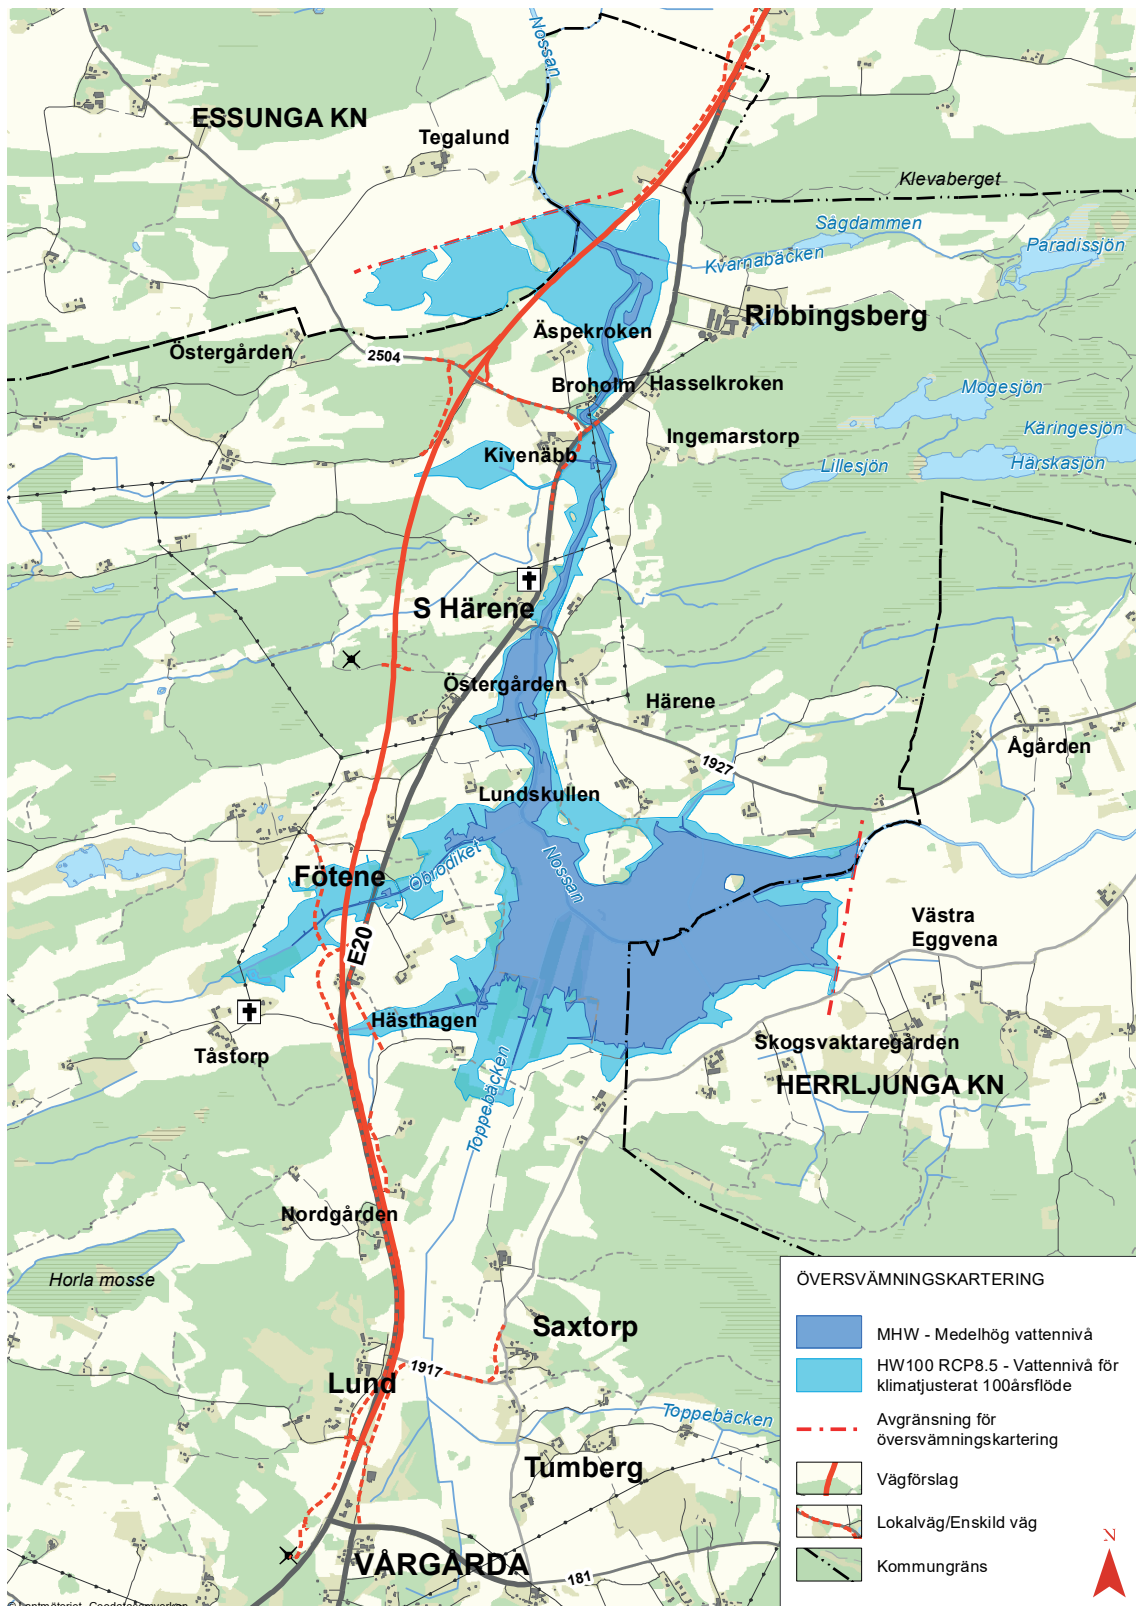 Nossan
ESSUNGA KN
Tegalund
Klevaberget
Sågdammen
Paradissjön
Kvarnabäcken
Ribbingsberg
Äspekroken
Östergården
2504
Broholm
Hasselkroken
Mogesjön
Käringesjön
Ingemarstorp
Kivenäbb
Lillesjön
Härskasjön
S Härene
Östergården
Härene
Ågården
1927
Lundskullen
Öbrodiket
Fötene
Nossan
Västra
Eggvena
E20
Hästhagen
Tåstorp
Skogsvaktaregården
HERRLJUNGA KN
Toppebäcken
Nordgården
Horla mosse
Saxtorp
1917
Lund
Toppebäcken
Tumberg
VÅRGÅRDA
181
ÖVERSVÄMNINGSKARTERING
MHW - Medelhög vattennivå
HW100 RCP8.5 - Vattennivå för
klimatjusterat 100årsflöde
Avgränsning för
översvämningskartering
Vägförslag
Lokalväg/Enskild väg
Kommungräns
N